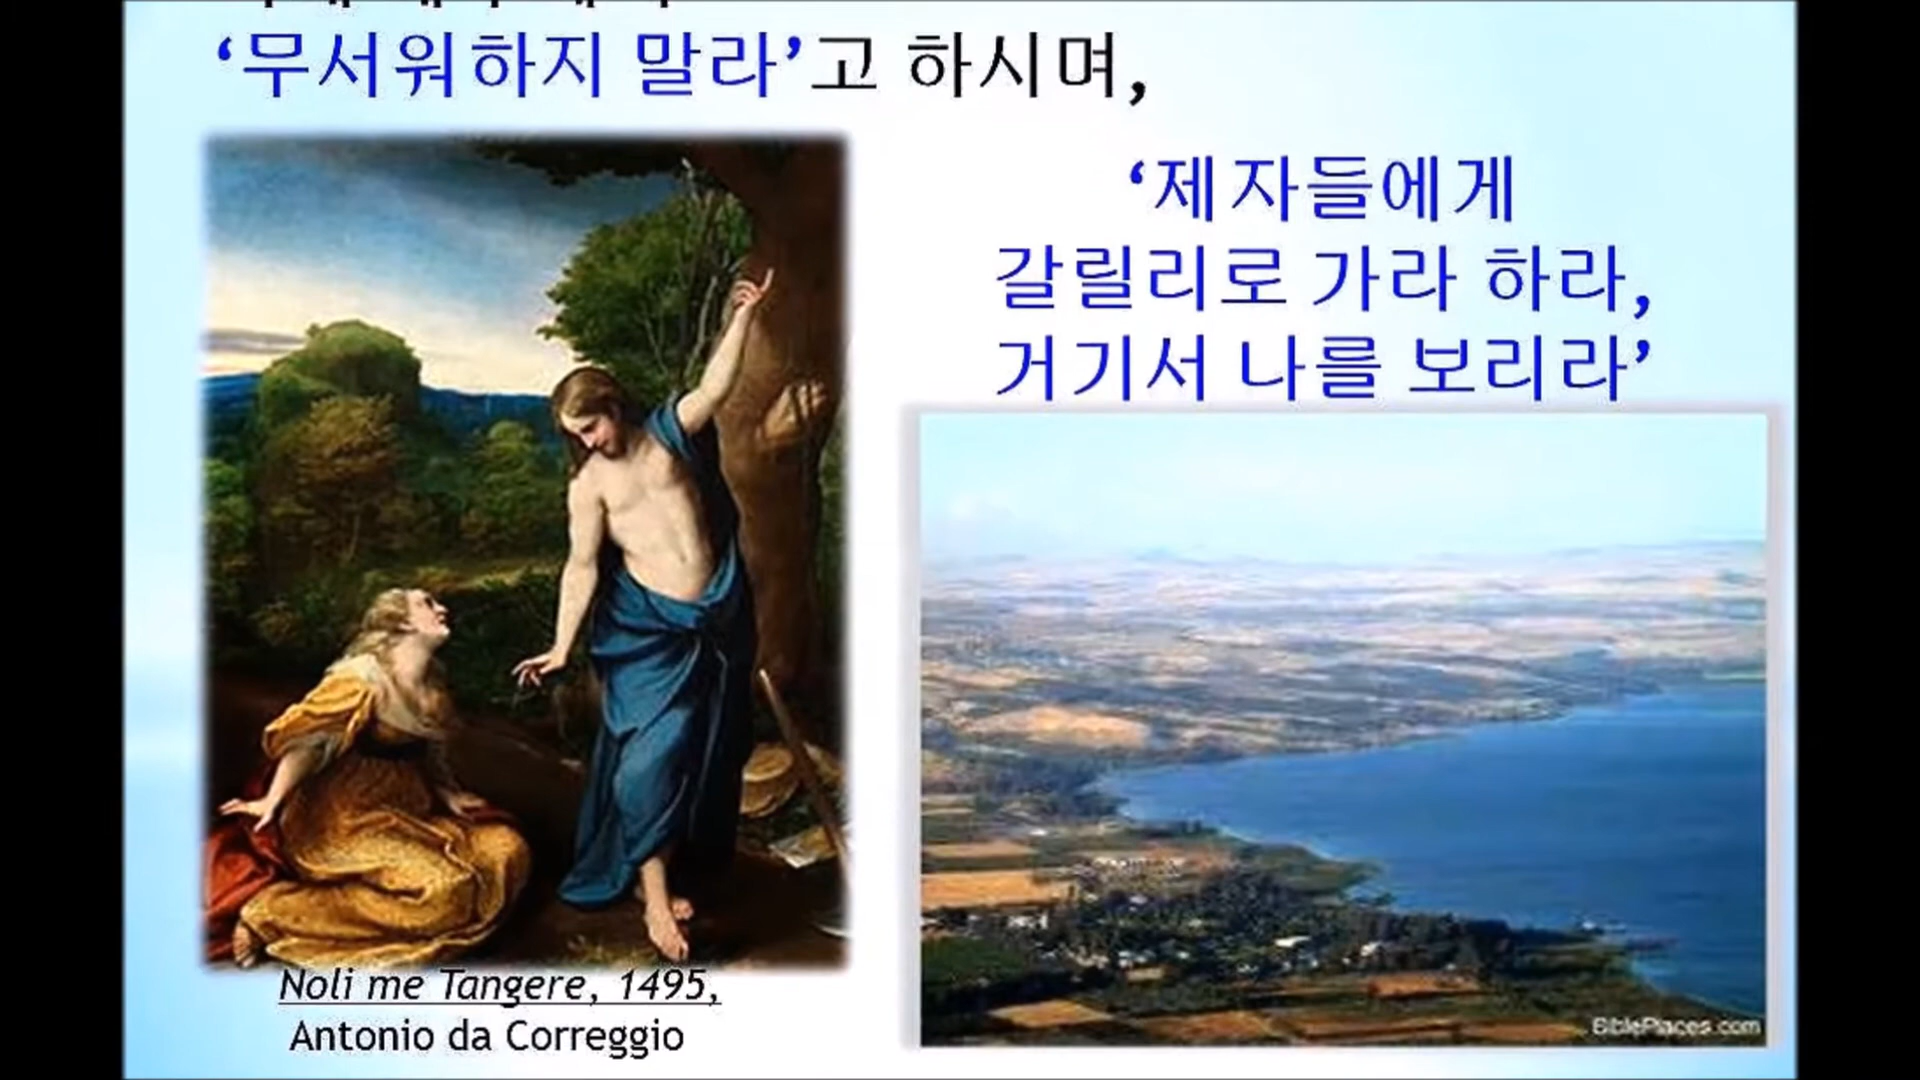 ‘무서워하지 말라’고 하시며,
‘제자들에게
갈릴리로 가라 하라,
거기서 나를 보리라’
Noli me Tangere, 1495,
Antonio da Correggio
BiblePlaces.com